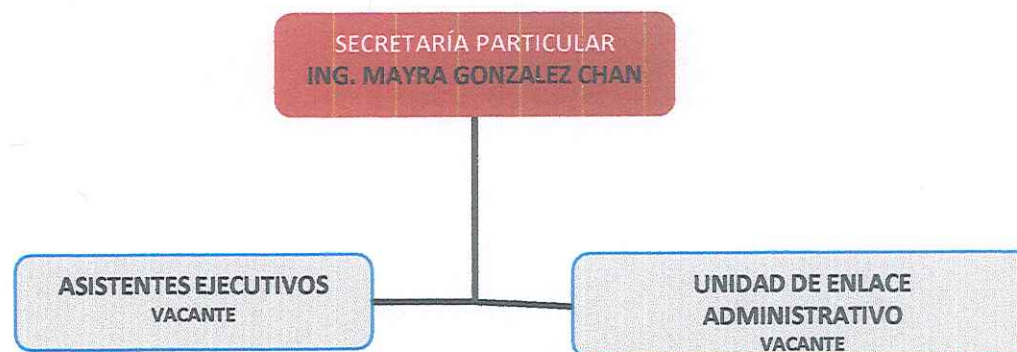 SECRETARÍA PARTICULAR
ING. MAYRA GONZALEZ CHAN
ASISTENTES EJECUTIVOS
VACANTE
UNIDAD DE ENLACE
ADMINISTRATIVO
VACANTE